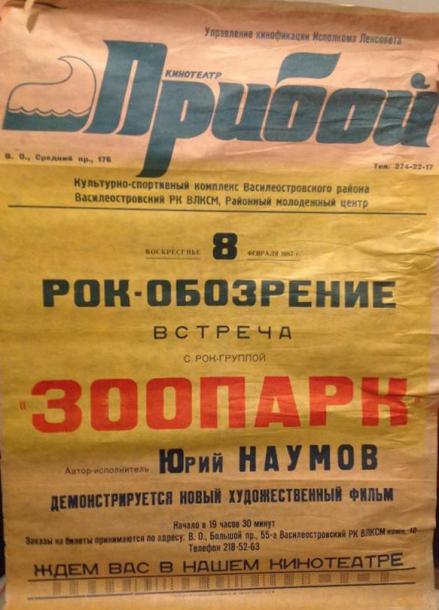 Управление кинофикации Исполкома Ленсовета
КИНОТЕАТР
Прибой
В. О., Средний пр., 176
Тел: 274-22-17
Культурно-спортивный комплекс Василеостровского района
Василеостровский РК ВЛКСМ, Районный молодежный центр
ВОСКРЕСЕНЬЕ 8 ФЕВРАЛЯ 1987 г.
РОК-ОБОЗРЕНИЕ
ВСТРЕЧА
С РОК-ГРУППОЙ
"ЗООПАРК"
Автор-исполнитель Юрий НАУМОВ
ДЕМОНСТРИРУЕТСЯ НОВЫЙ ХУДОЖЕСТВЕННЫЙ ФИЛЬМ
Начало в 19 часов 30 минут
Заказы на билеты принимаются по адресу: В. О., Большой пр., 55-а Василеостровский РК ВЛКСМ комн. 10
Телефон 218-52-63
ЖДЕМ ВАС В НАШЕМ КИНОТЕАТРЕ